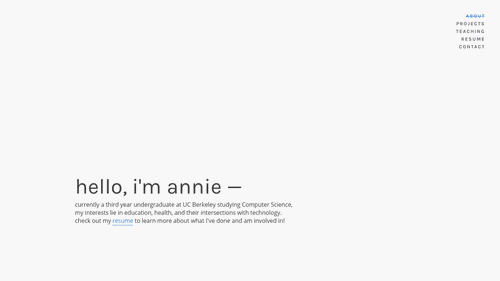 ABOUT
PROJECTS
TEACHING
RESUME
CONTACT
hello, i'm annie —
currently a third year undergraduate at UC Berkeley studying Computer Science,
my interests lie in education, health, and their intersections with technology.
check out my resume to learn more about what I've done and am involved in!